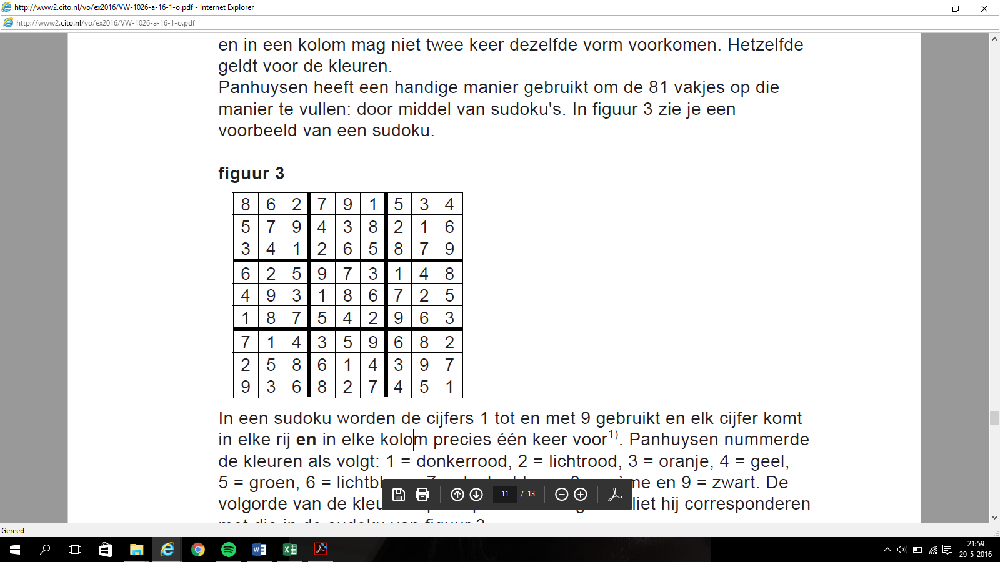 http://www2.cito.nl/vo/ex2016/VW-1026-a-16-1-o.pdf - Internet Explorer
http://www2.cito.nl/vo/ex2016/VW-1026-a-16-1-o.pdf
en in een kolom mag niet twee keer dezelfde vorm voorkomen. Hetzelfde
geldt voor de kleuren.
Panhuysen heeft een handige manier gebruikt om de 81 vakjes op die
manier te vullen: door middel van sudoku's. In figuur 3 zie je een
voorbeeld van een sudoku.
figuur 3
8 6 2 7 9 1 5 3 4
5 7 9 4 3 8 2 1 6
3 4 1 2 6 5 8 7 9
6 2 5 9 7 3 1 4 8
4 9 3 1 8 6 7 2 5
1 8 7 5 4 2 9 6 3
7 1 4 3 5 9 6 8 2
2 5 8 6 1 4 3 9 7
9 3 6 8 2 7 4 5 1
In een sudoku worden de cijfers 1 tot en met 9 gebruikt en elk cijfer komt
in elke rij en in elke kolom precies één keer voor1). Panhuysen nummerde
de kleuren als volgt: 1 = donkerrood, 2 = lichtrood, 3 = oranje, 4 = geel,
5 = groen, 6 = en 9 = zwart. De
volgorde van de liet hij corresponderen
11 / 13
Gereed
21:59
29-5-2016